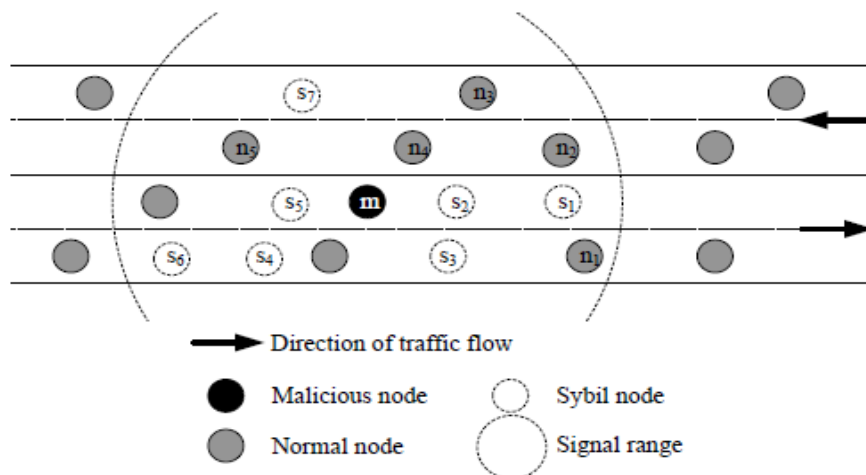 s₇ n₃
n₅ n₄ n₂
s₅ m s₂ s₁
s₆ s₄ s₃ n₁
Direction of traffic flow
Malicious node Sybil node
Normal node Signal range